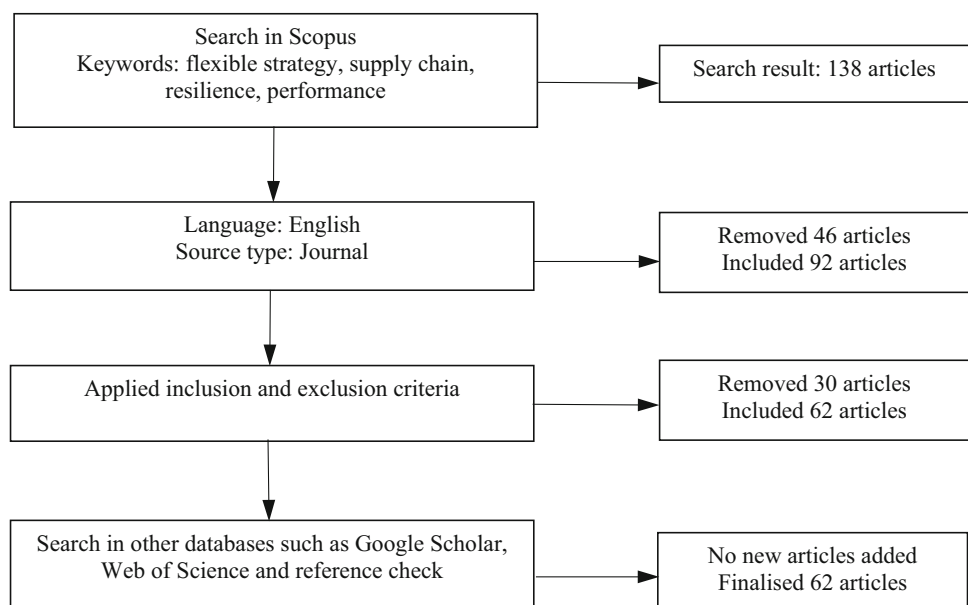 Search in Scopus
Keywords: flexible strategy, supply chain,
resilience, performance
Search result: 138 articles
Language: English
Source type: Journal
Removed 46 articles
Included 92 articles
Applied inclusion and exclusion criteria
Removed 30 articles
Included 62 articles
Search in other databases such as Google Scholar,
Web of Science and reference check
No new articles added
Finalised 62 articles